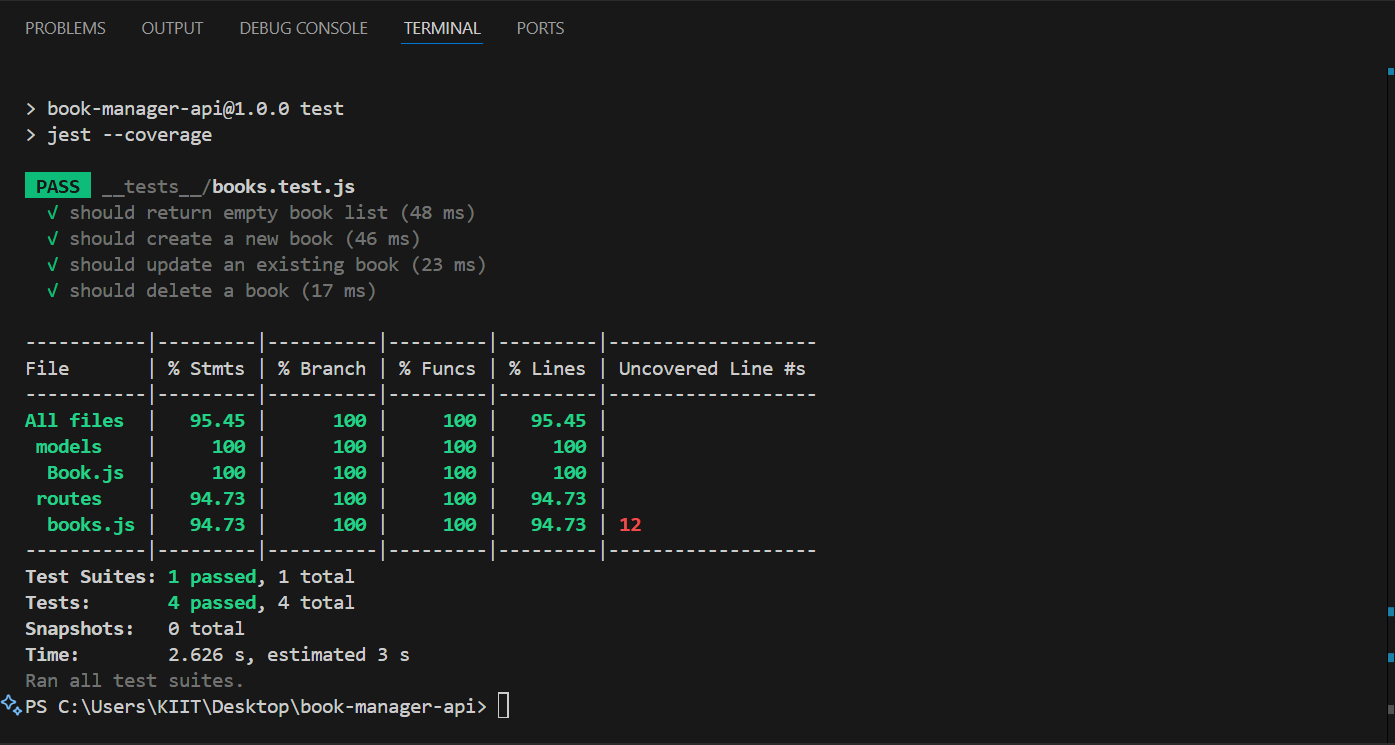 PROBLEMS OUTPUT DEBUG CONSOLE TERMINAL PORTS
> book-manager-api@1.0.0 test
> jest --coverage
PASS __tests__/books.test.js
√ should return empty book list (48 ms)
√ should create a new book (46 ms)
√ should update an existing book (23 ms)
√ should delete a book (17 ms)
-----------|---------|----------|---------|---------|-------------------
File       | % Stmts | % Branch | % Funcs | % Lines | Uncovered Line #s
-----------|---------|----------|---------|---------|-------------------
All files  |   95.45 |      100 |     100 |   95.45 |
 models    |     100 |      100 |     100 |     100 |
  Book.js  |     100 |      100 |     100 |     100 |
 routes    |   94.73 |      100 |     100 |   94.73 |
  books.js |   94.73 |      100 |     100 |   94.73 | 12
-----------|---------|----------|---------|---------|-------------------
Test Suites: 1 passed, 1 total
Tests:       4 passed, 4 total
Snapshots:   0 total
Time:        2.626 s, estimated 3 s
Ran all test suites.
PS C:\Users\KIIT\Desktop\book-manager-api>